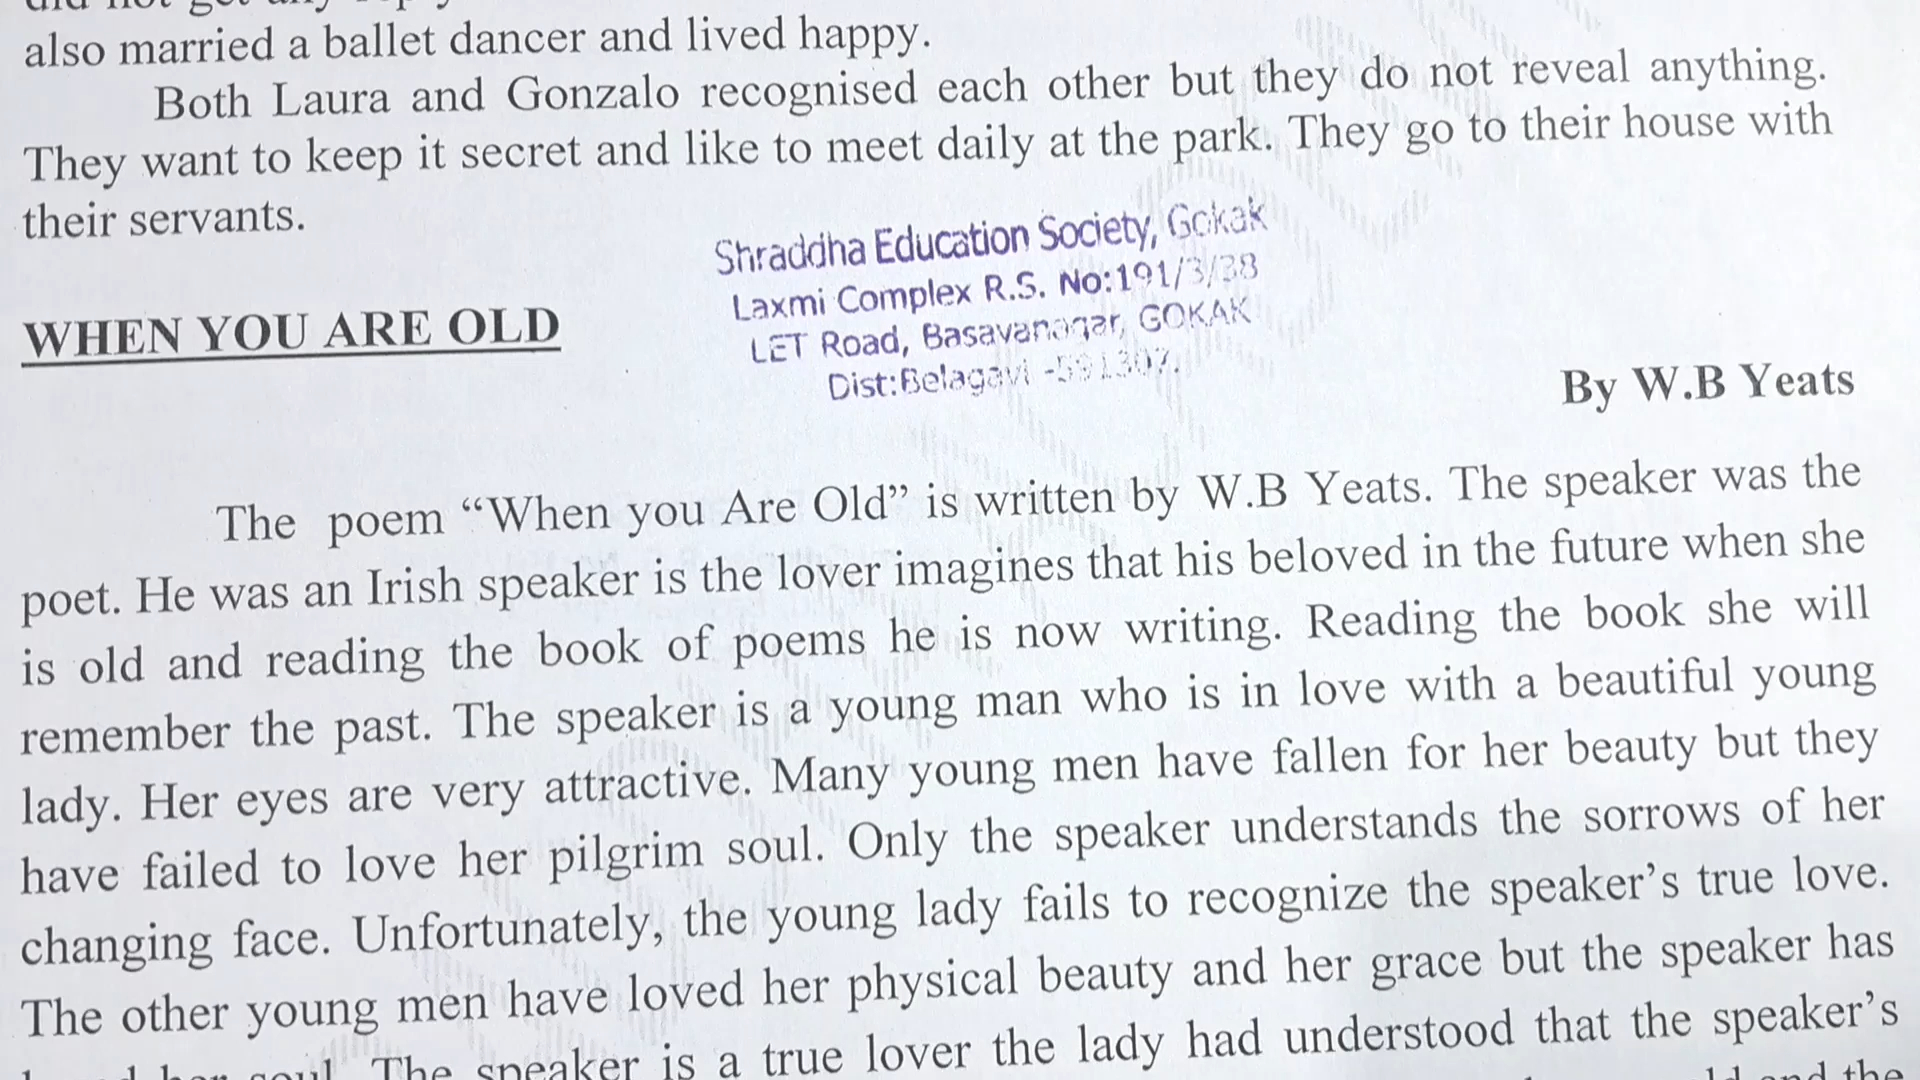 also married a ballet dancer and lived happy.
Both Laura and Gonzalo recognised each other but they do not reveal anything.
They want to keep it secret and like to meet daily at the park. They go to their house with
their servants.
Shraddha Education Society, Gokak
Laxmi Complex R.S. No:191/3/38
LET Road, Basavanagar, GOKAK
Dist:Belagavi -591307.
WHEN YOU ARE OLD
By W.B Yeats
The poem “When you Are Old” is written by W.B Yeats. The speaker was the
poet. He was an Irish speaker is the lover imagines that his beloved in the future when she
is old and reading the book of poems he is now writing. Reading the book she will
remember the past. The speaker is a young man who is in love with a beautiful young
lady. Her eyes are very attractive. Many young men have fallen for her beauty but they
have failed to love her pilgrim soul. Only the speaker understands the sorrows of her
changing face. Unfortunately, the young lady fails to recognize the speaker’s true love.
The other young men have loved her physical beauty and her grace but the speaker has
her soul. The speaker is a true lover the lady had understood that the speaker’s